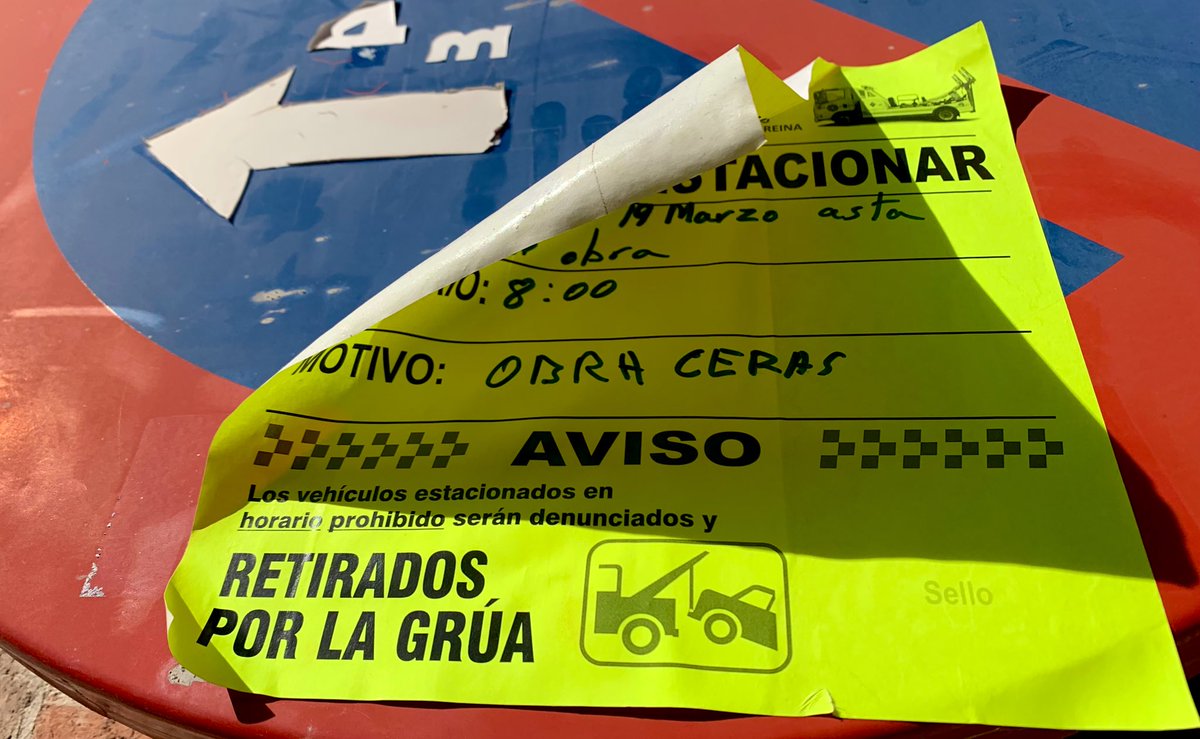 4 m
REINA
ESTACIONAR
19 Marzo asta
obra
8:00
MOTIVO: OBRA CERAS
AVISO
Los vehículos estacionados en
horario prohibido serán denunciados y
RETIRADOS
POR LA GRÚA
Sello